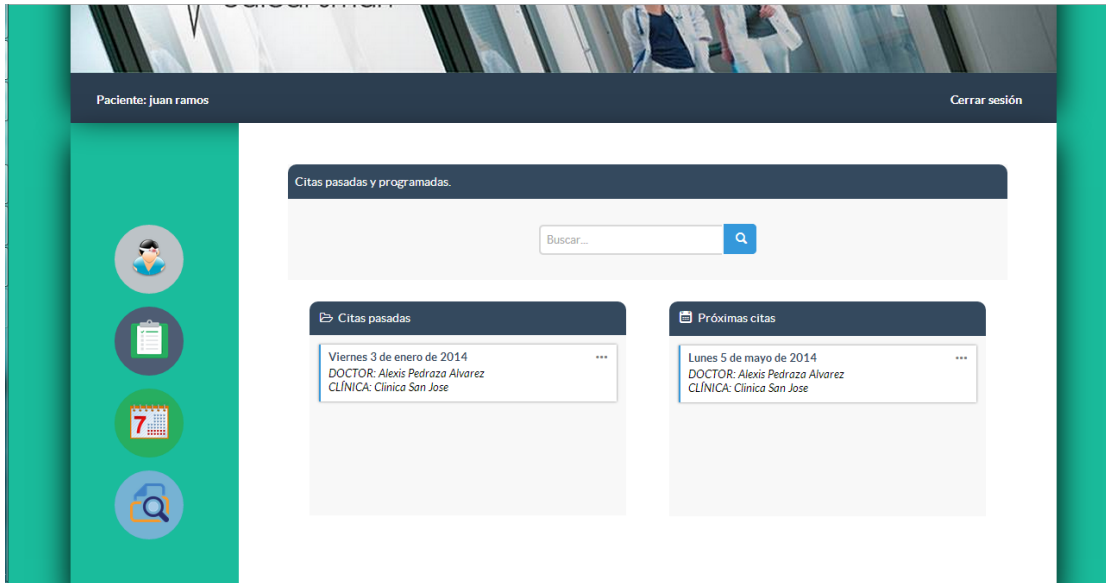 Paciente: juan ramos
Cerrar sesión
Citas pasadas y programadas.
Buscar...
Citas pasadas
Viernes 3 de enero de 2014
DOCTOR: Alexis Pedraza Alvarez
CLÍNICA: Clinica San Jose
Próximas citas
Lunes 5 de mayo de 2014
DOCTOR: Alexis Pedraza Alvarez
CLÍNICA: Clinica San Jose
7